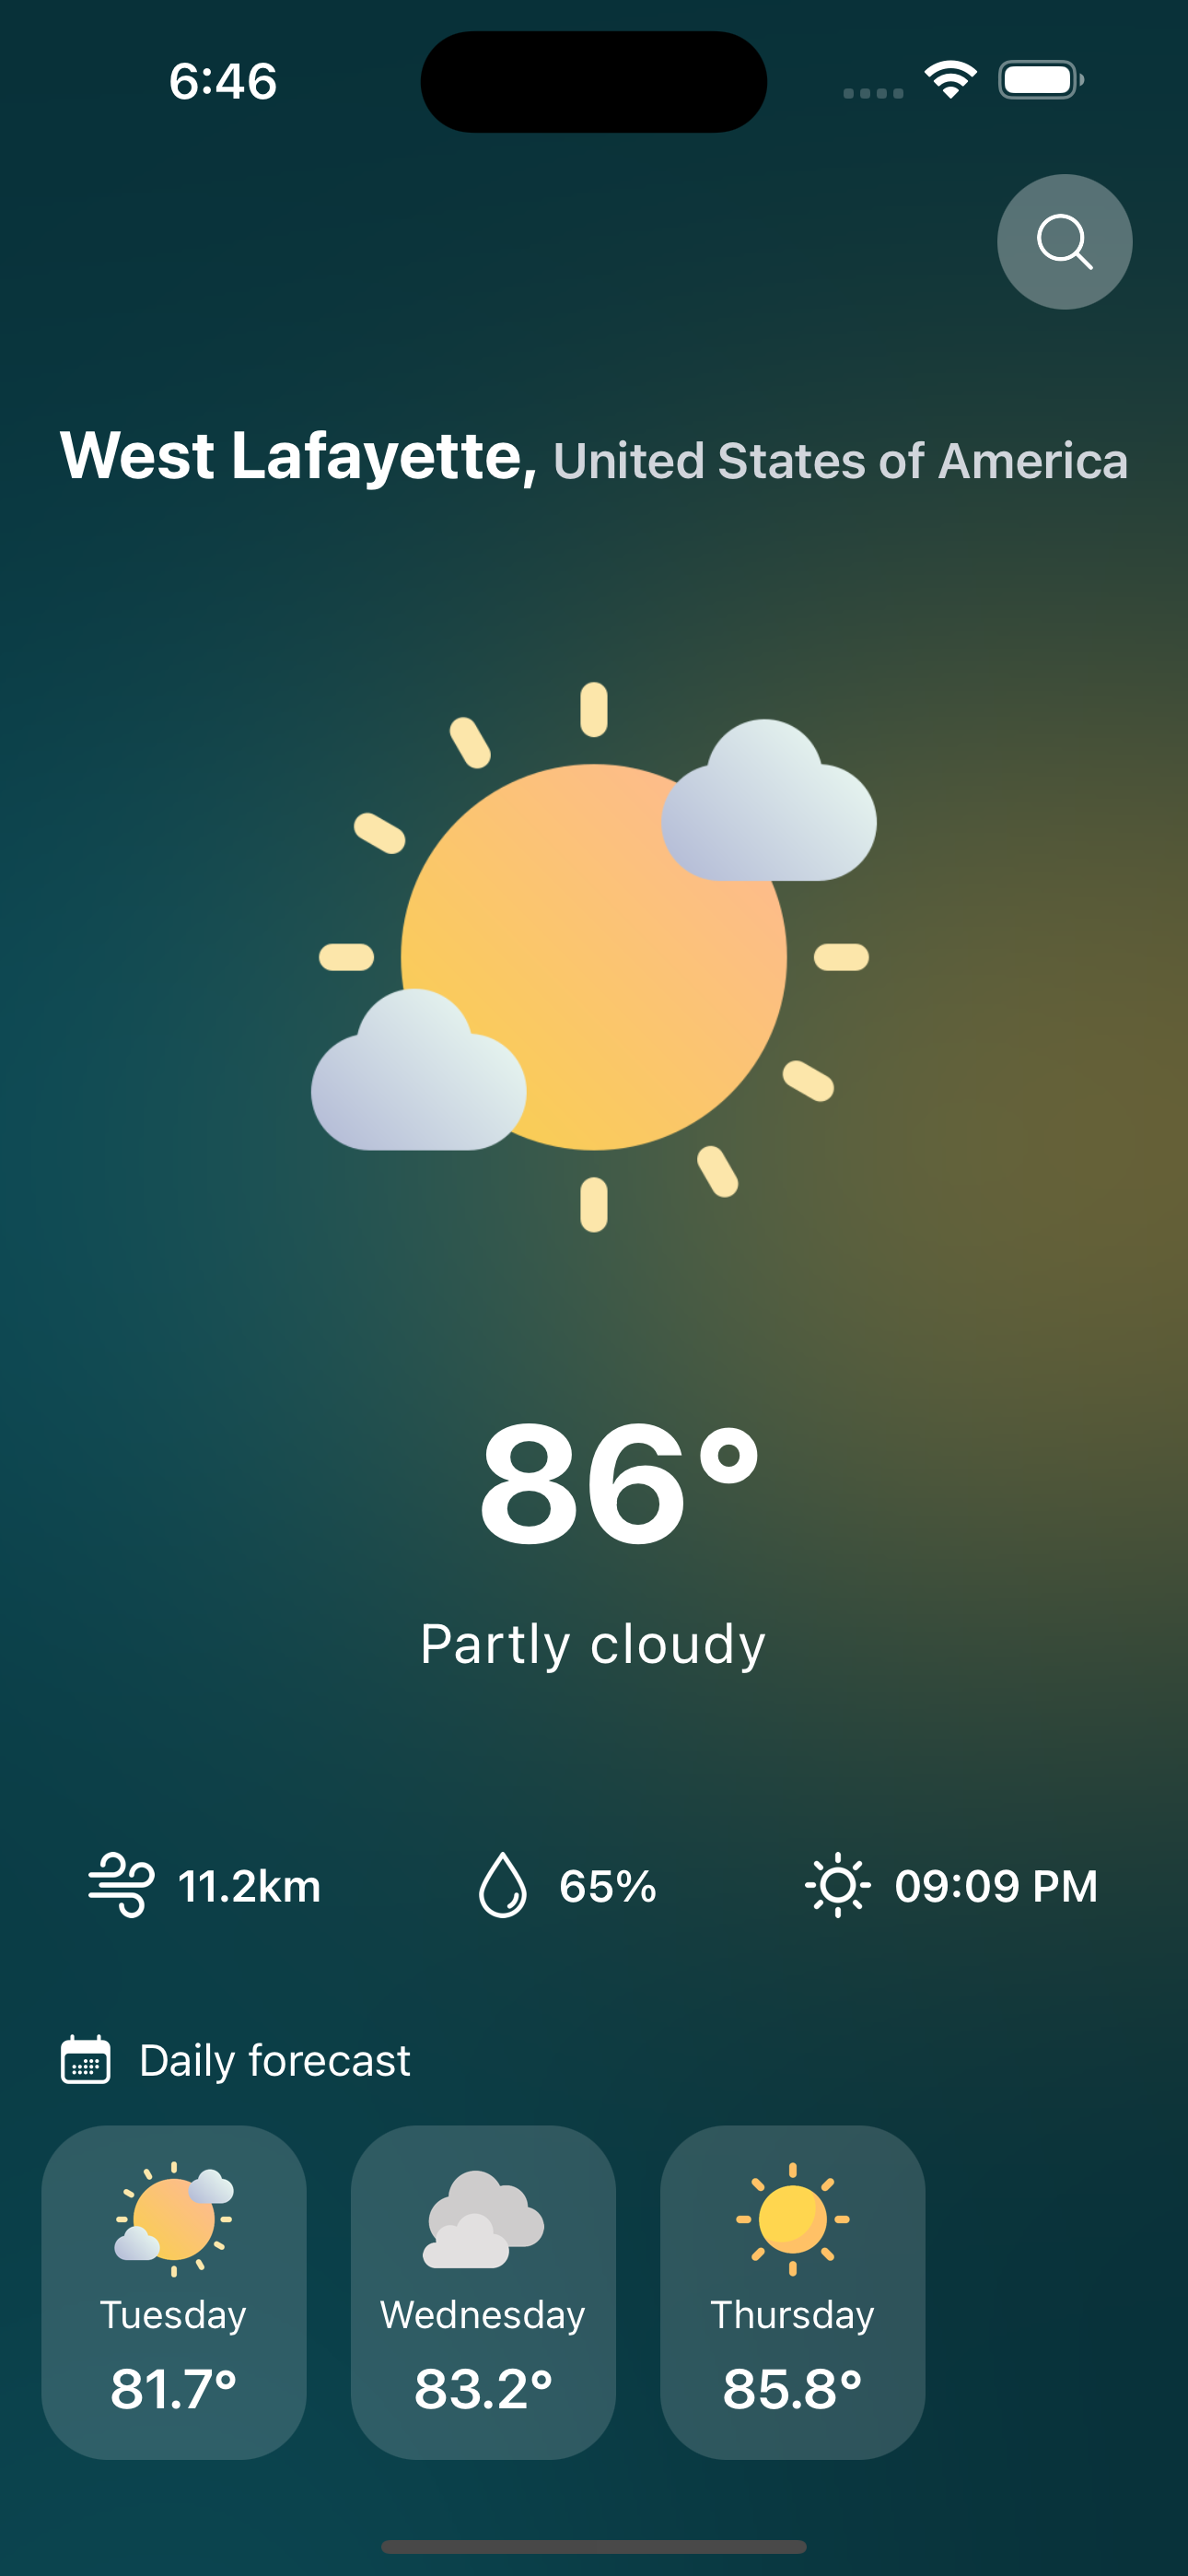 6:46
West Lafayette, United States of America
86°
Partly cloudy
11.2km 65% 09:09 PM
Daily forecast
Tuesday Wednesday Thursday
81.7° 83.2° 85.8°